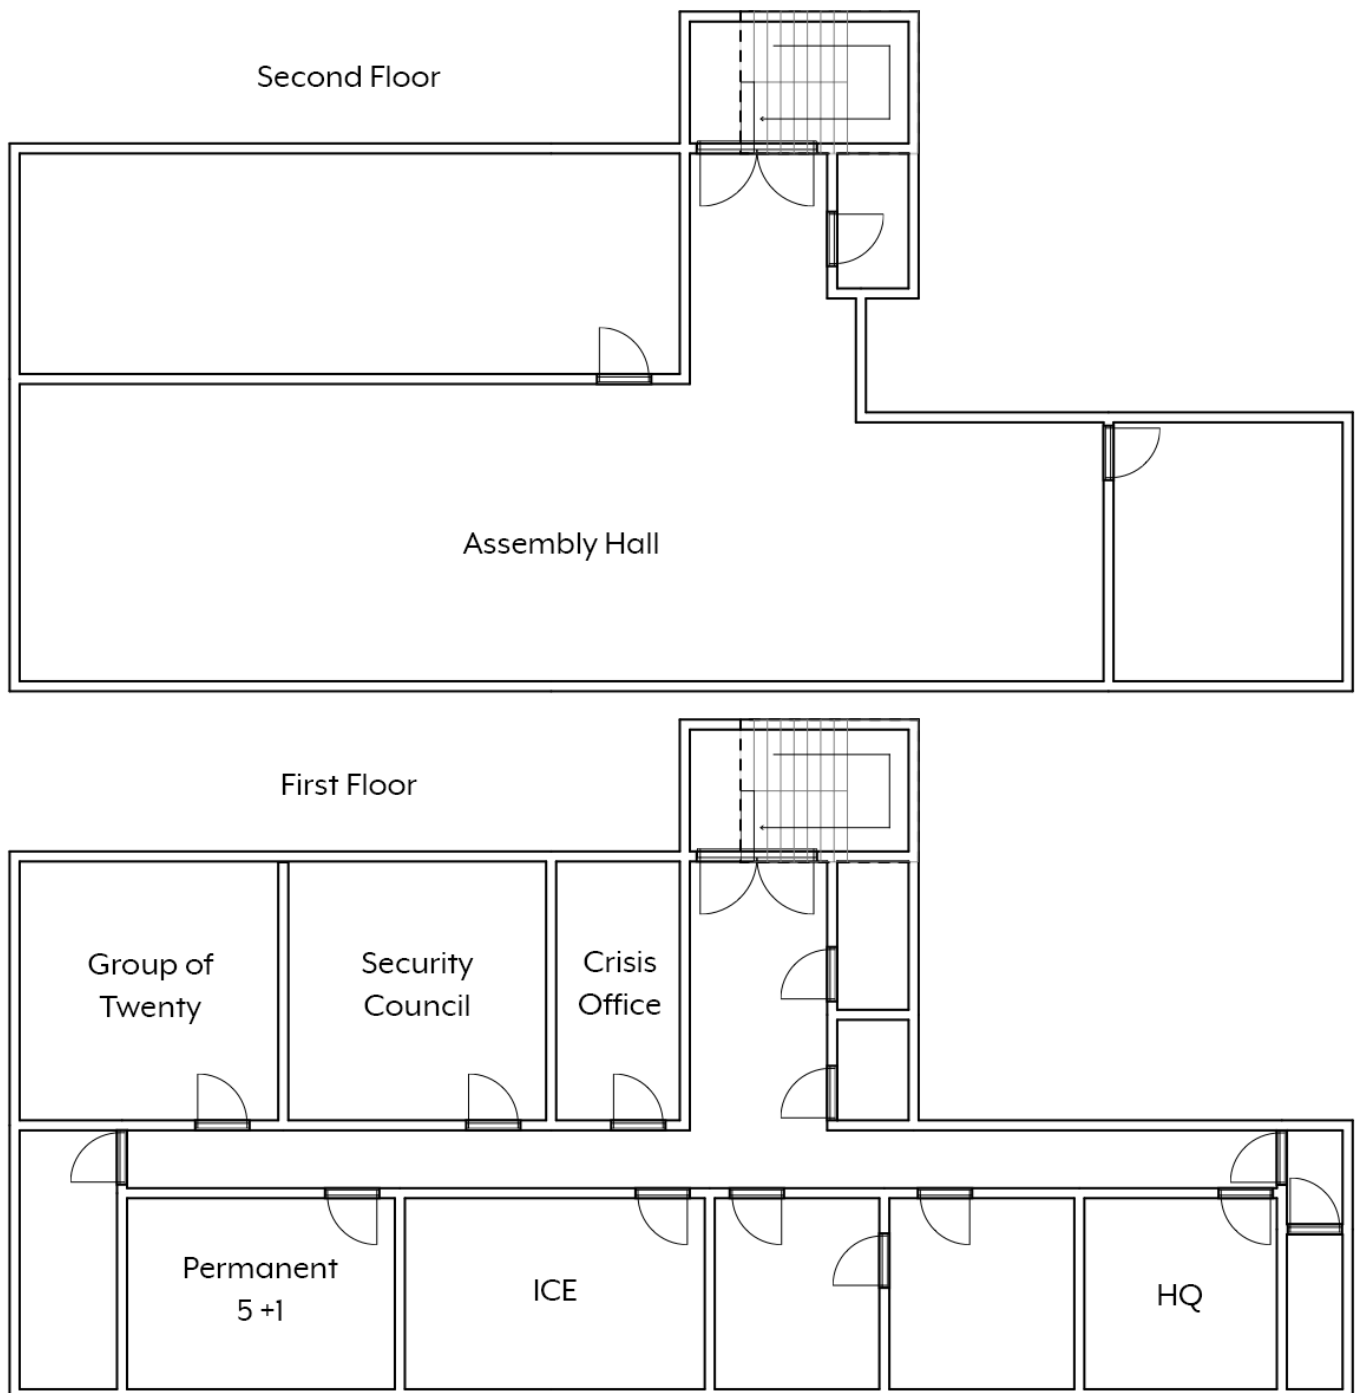 Second Floor
Assembly Hall
First Floor
Group of
Twenty
Security
Council
Crisis
Office
Permanent
5 +1
ICE
HQ